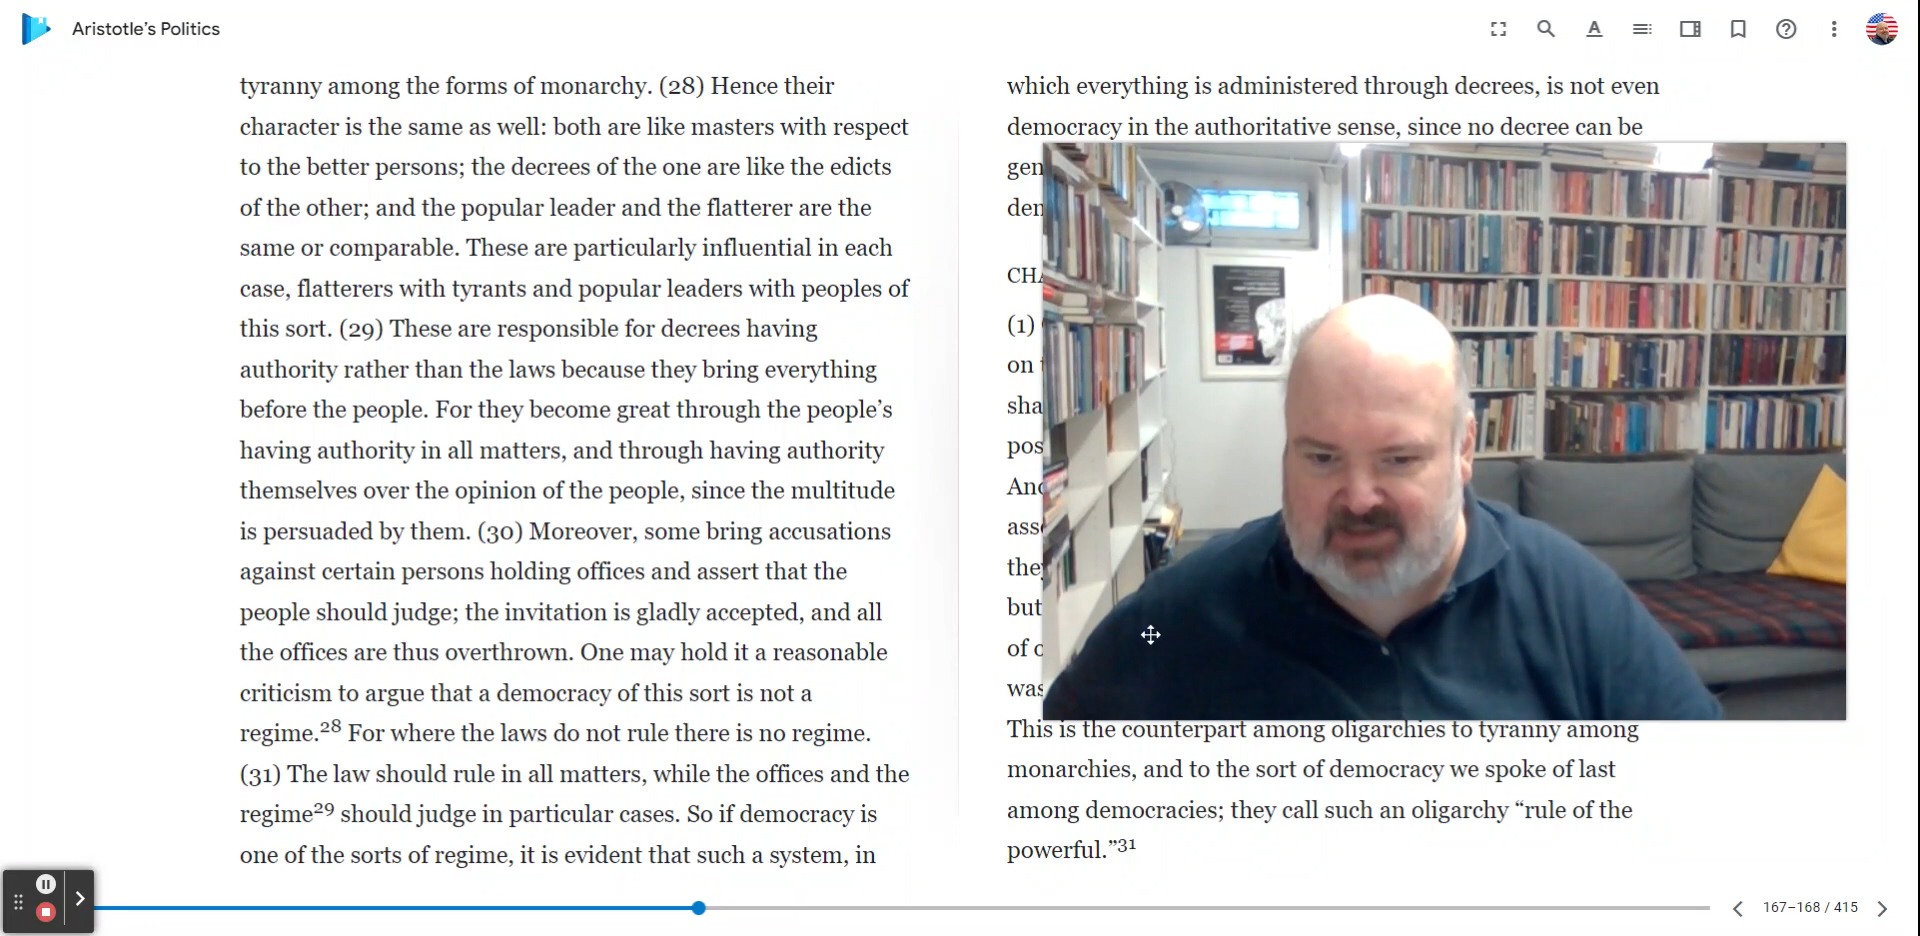 Aristotle’s Politics
tyranny among the forms of monarchy. (28) Hence their
character is the same as well: both are like masters with respect
to the better persons; the decrees of the one are like the edicts
of the other; and the popular leader and the flatterer are the
same or comparable. These are particularly influential in each
case, flatterers with tyrants and popular leaders with peoples of
this sort. (29) These are responsible for decrees having
authority rather than the laws because they bring everything
before the people. For they become great through the people’s
having authority in all matters, and through having authority
themselves over the opinion of the people, since the multitude
is persuaded by them. (30) Moreover, some bring accusations
against certain persons holding offices and assert that the
people should judge; the invitation is gladly accepted, and all
the offices are thus overthrown. One may hold it a reasonable
criticism to argue that a democracy of this sort is not a
regime.28 For where the laws do not rule there is no regime.
(31) The law should rule in all matters, while the offices and the
regime29 should judge in particular cases. So if democracy is
one of the sorts of regime, it is evident that such a system, in
which everything is administered through decrees, is not even
democracy in the authoritative sense, since no decree can be
gen
den
CHA
(1)
on
sha
pos
And
asse
they
but
of
was
This is the counterpart among oligarchies to tyranny among
monarchies, and to the sort of democracy we spoke of last
among democracies; they call such an oligarchy “rule of the
powerful.”31
167–168 / 415